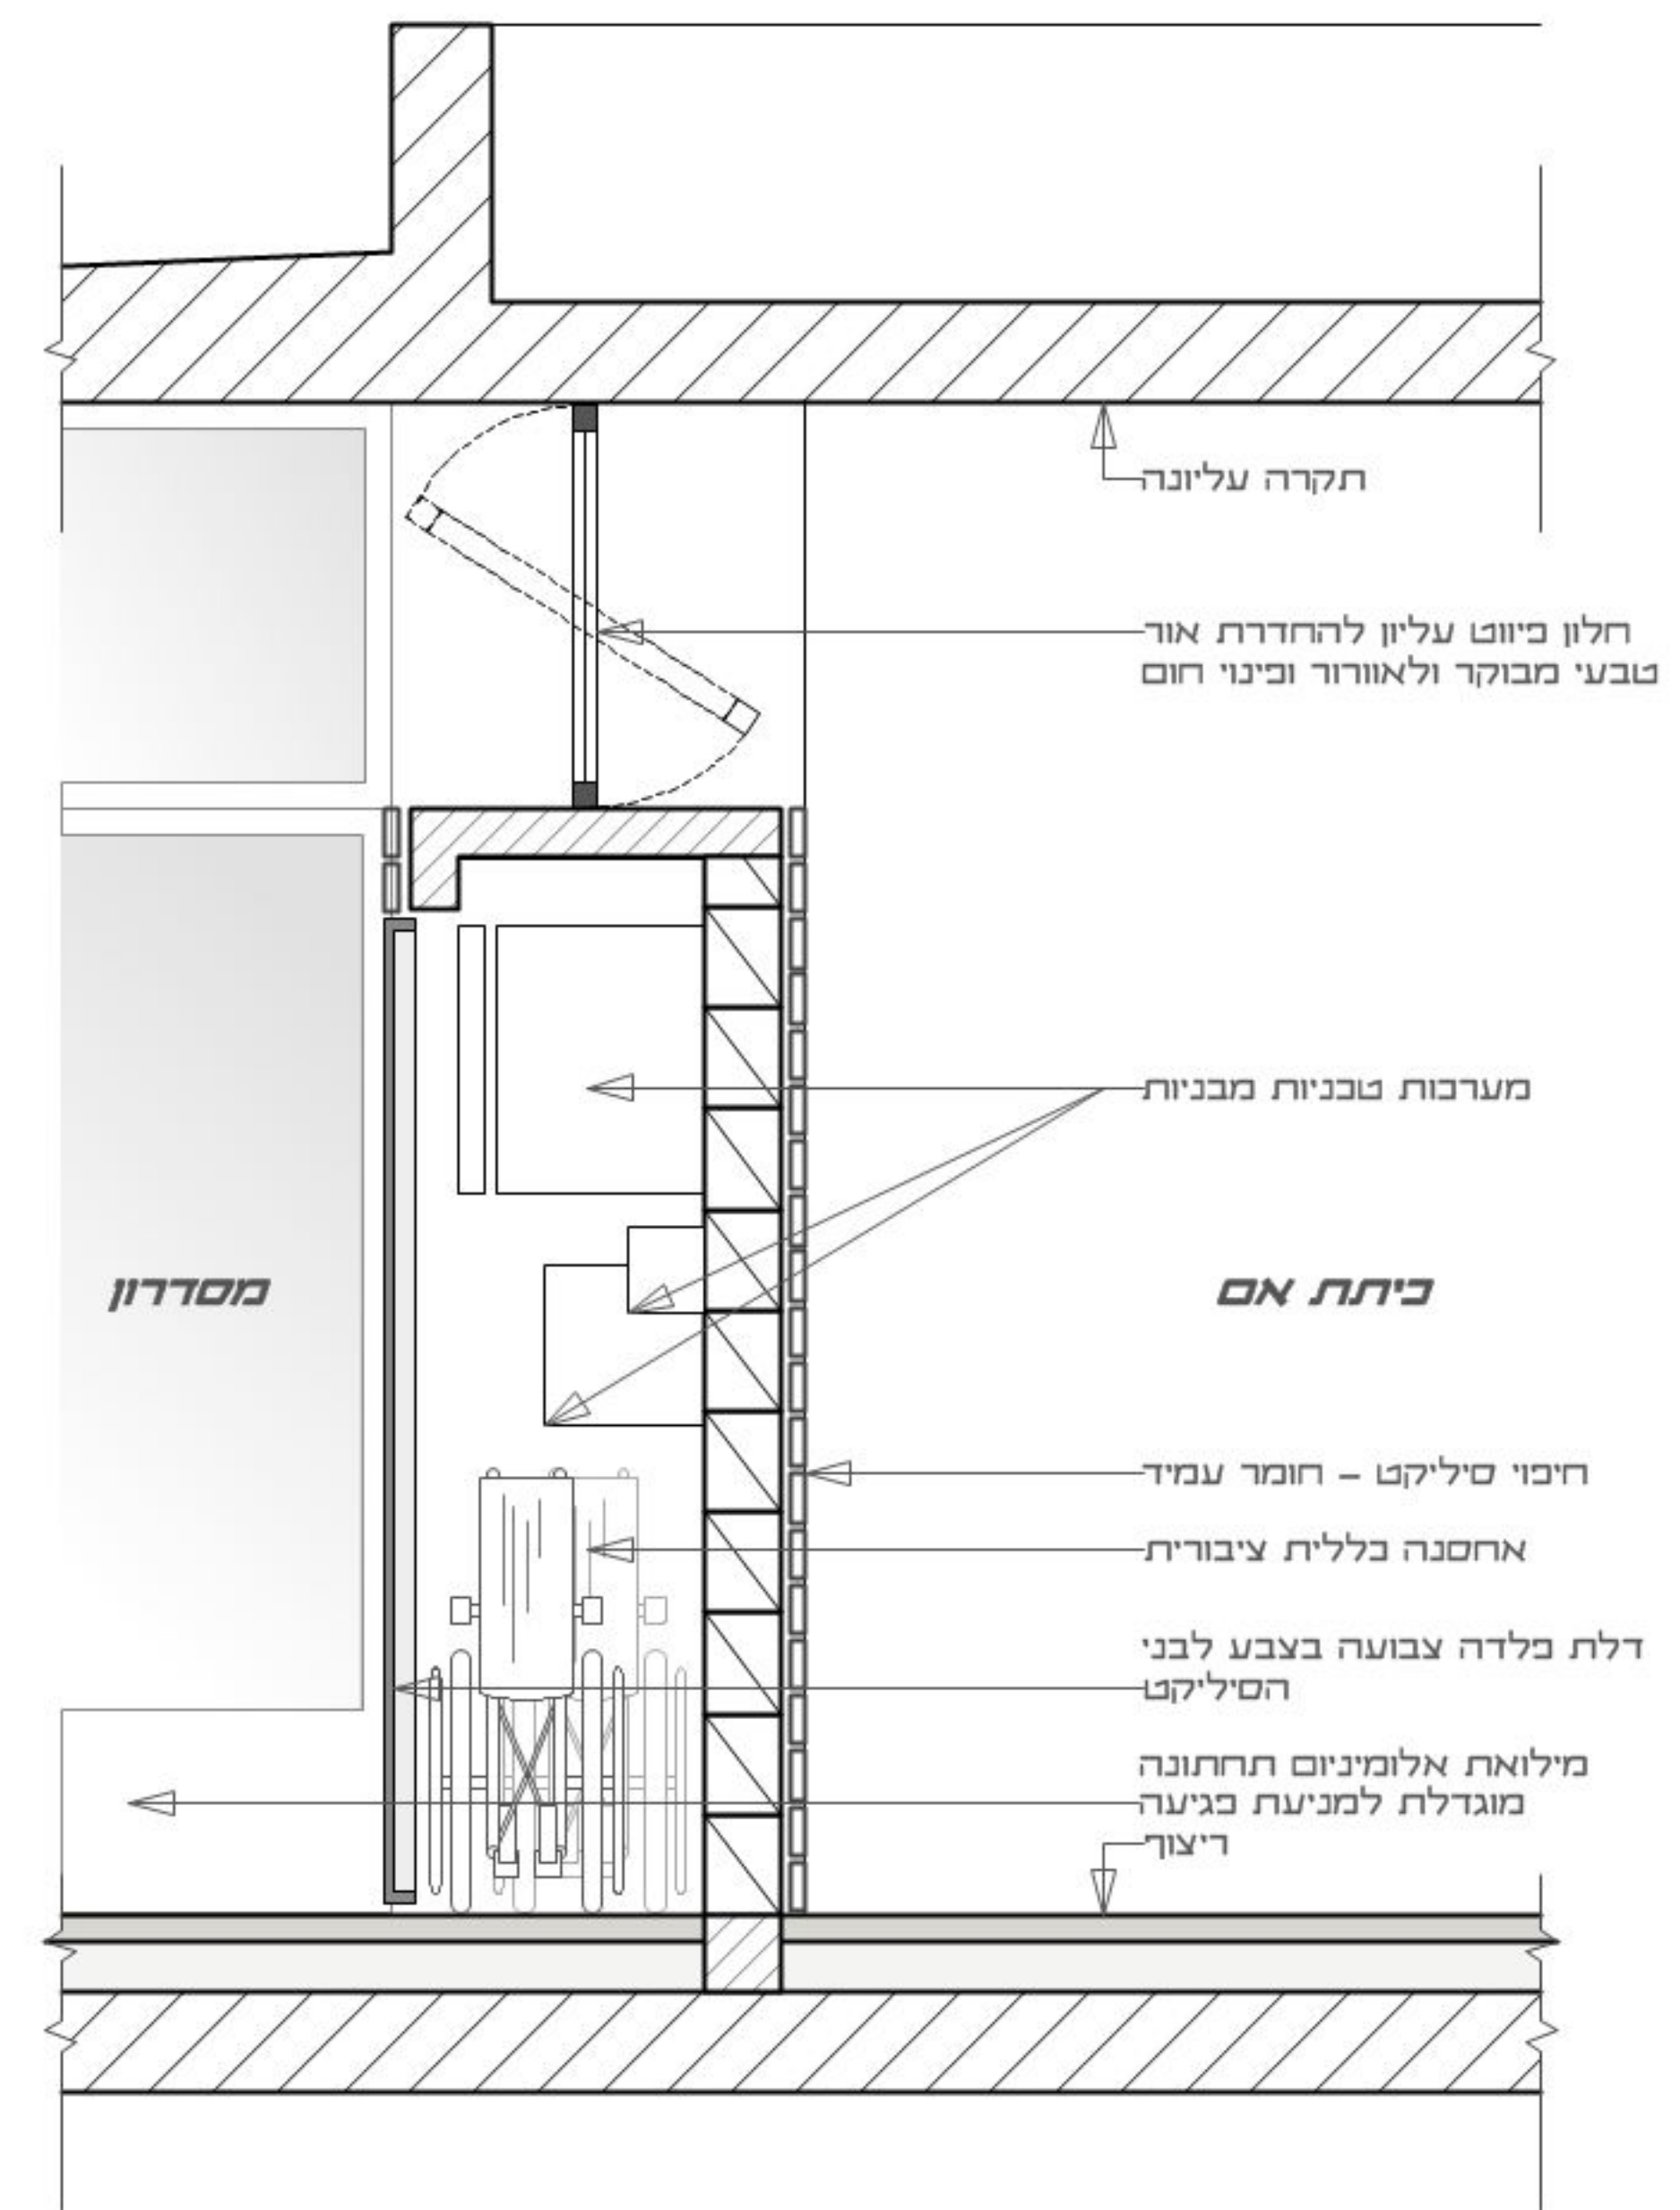 תקרה עליונה
חלון פיווט עליון להחדרת אור
טבעי מבוקר ולאוורור ופינוי חום
מערכות טכניות מבניות
מסדרון
כיתת אם
חיפוי סיליקט – חומר עמיד
אחסנה כללית ציבורית
דלת פלדה צבועה בצבע לבני
הסיליקט
מילואת אלומיניום תחתונה
מוגדלת למניעת פגיעה
ריצוף